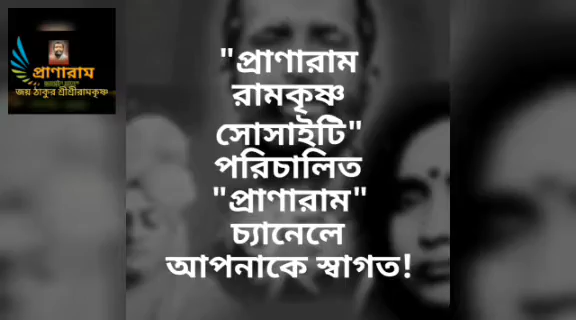 প্রাণারাম
জয় ঠাকুর শ্রীশ্রীরামকৃষ্ণ
"প্রাণারাম
রামকৃষ্ণ
সোসাইটি"
পরিচালিত
"প্রাণারাম"
চ্যানেলে
আপনাকে স্বাগত!